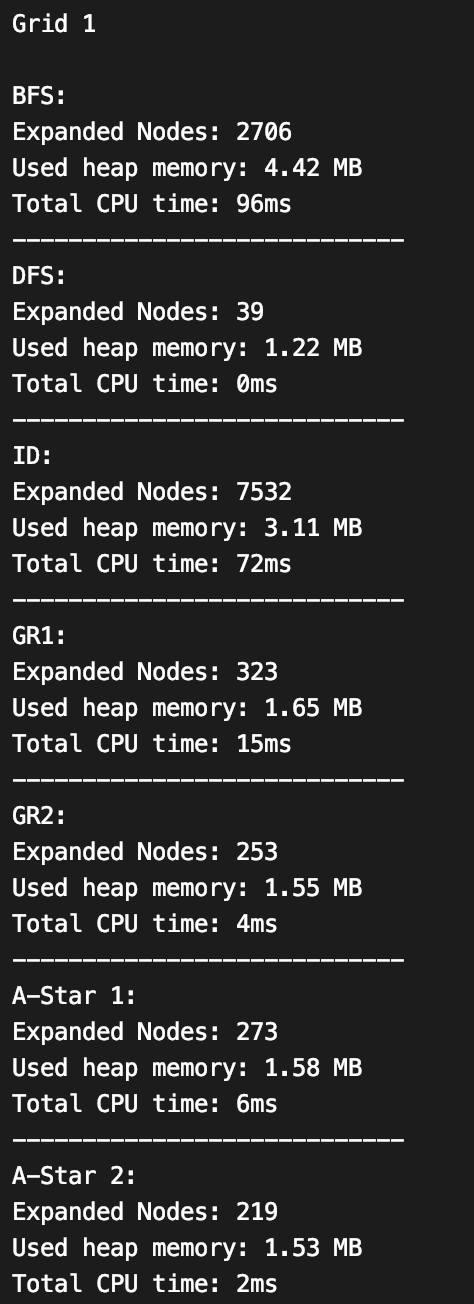 Grid 1
BFS:
Expanded Nodes: 2706
Used heap memory: 4.42 MB
Total CPU time: 96ms
----------------------------
DFS:
Expanded Nodes: 39
Used heap memory: 1.22 MB
Total CPU time: 0ms
----------------------------
ID:
Expanded Nodes: 7532
Used heap memory: 3.11 MB
Total CPU time: 72ms
----------------------------
GR1:
Expanded Nodes: 323
Used heap memory: 1.65 MB
Total CPU time: 15ms
----------------------------
GR2:
Expanded Nodes: 253
Used heap memory: 1.55 MB
Total CPU time: 4ms
----------------------------
A-Star 1:
Expanded Nodes: 273
Used heap memory: 1.58 MB
Total CPU time: 6ms
----------------------------
A-Star 2:
Expanded Nodes: 219
Used heap memory: 1.53 MB
Total CPU time: 2ms